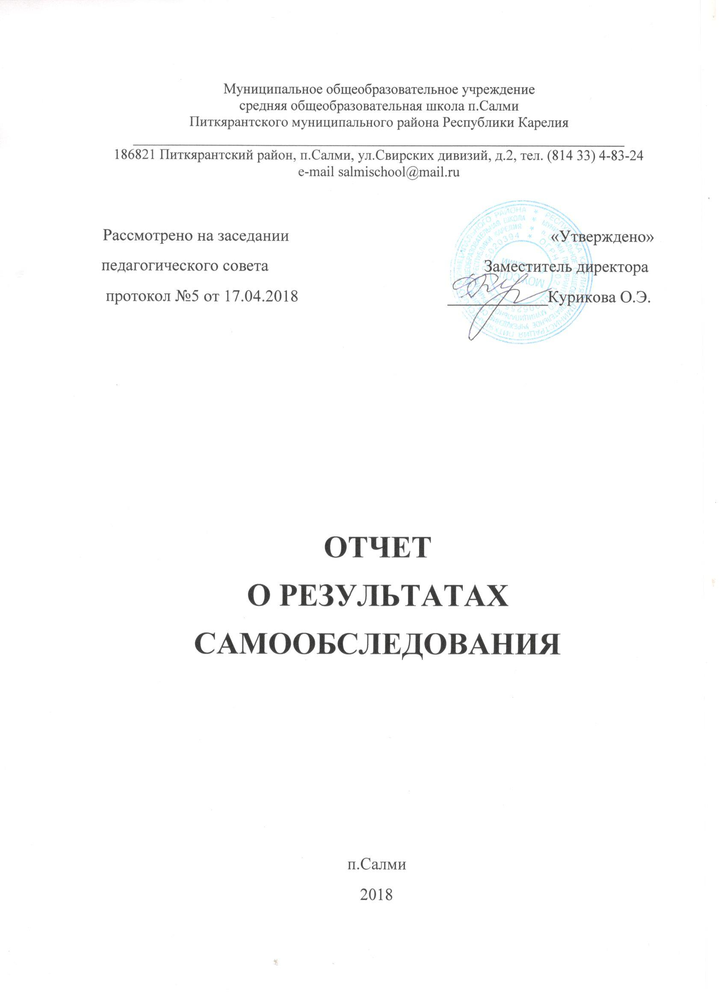 Муниципальное общеобразовательное учреждение
средняя общеобразовательная школа п.Салми
Питкярантского муниципального района Республики Карелия
186821 Питкярантский район, п.Салми, ул.Свирских дивизий, д.2, тел. (814 33) 4-83-24
e-mail salmischool@mail.ru
Рассмотрено на заседании
«Утверждено»
педагогического совета
Заместитель директора
протокол №5 от 17.04.2018
Курикова О.Э.
ОТЧЕТ
О РЕЗУЛЬТАТАХ
САМООБСЛЕДОВАНИЯ
п.Салми
2018